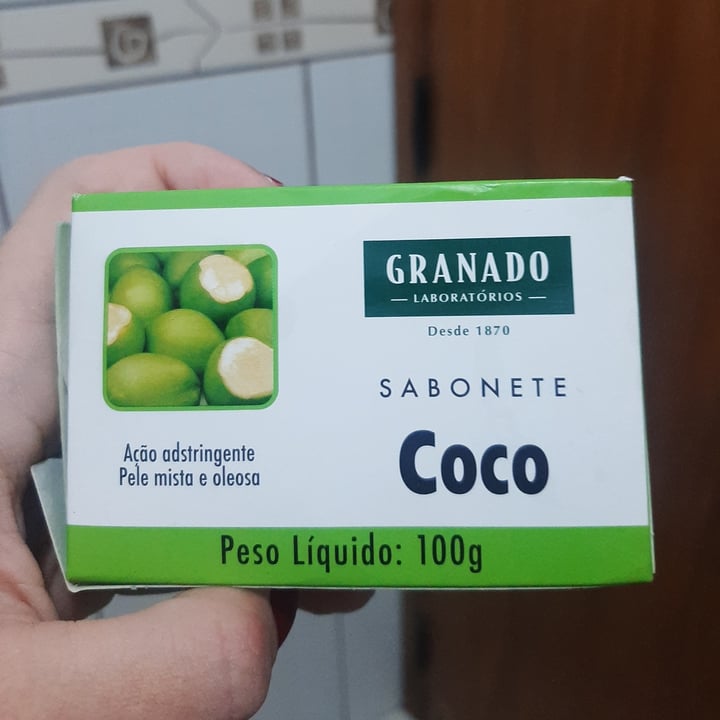 GRANADO
LABORATÓRIOS
Desde 1870
SABONETE
Coco
Ação adstringente
Pele mista e oleosa
Peso Líquido: 100g